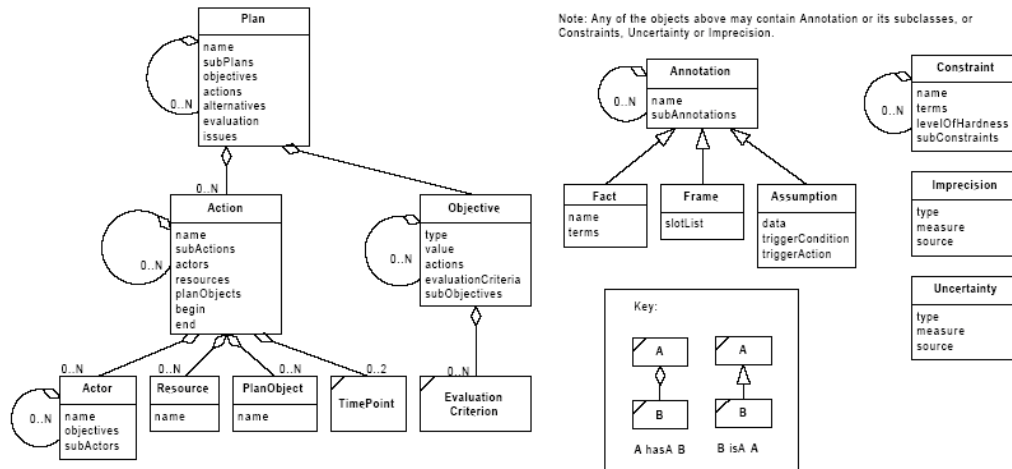 Plan
name
subPlans
objectives
actions
alternatives
evaluation
issues
0..N
0..N
Action
name
subActions
actors
resources
planObjects
begin
end
0..N
Objective
type
value
actions
evaluationCriteria
subObjectives
0..N
0..N
0..N
0..N
0..2
0..N
Actor
name
objectives
subActors
0..N
Resource
name
PlanObject
name
TimePoint
Evaluation
Criterion
Note: Any of the objects above may contain Annotation or its subclasses, or
Constraints, Uncertainty or Imprecision.
Annotation
name
subAnnotations
0..N
Constraint
name
terms
levelOfHardness
subConstraints
0..N
Fact
name
terms
Frame
slotList
Assumption
data
triggerCondition
triggerAction
Imprecision
type
measure
source
Uncertainty
type
measure
source
Key:
A
A
B
B
A hasA B
B isA A